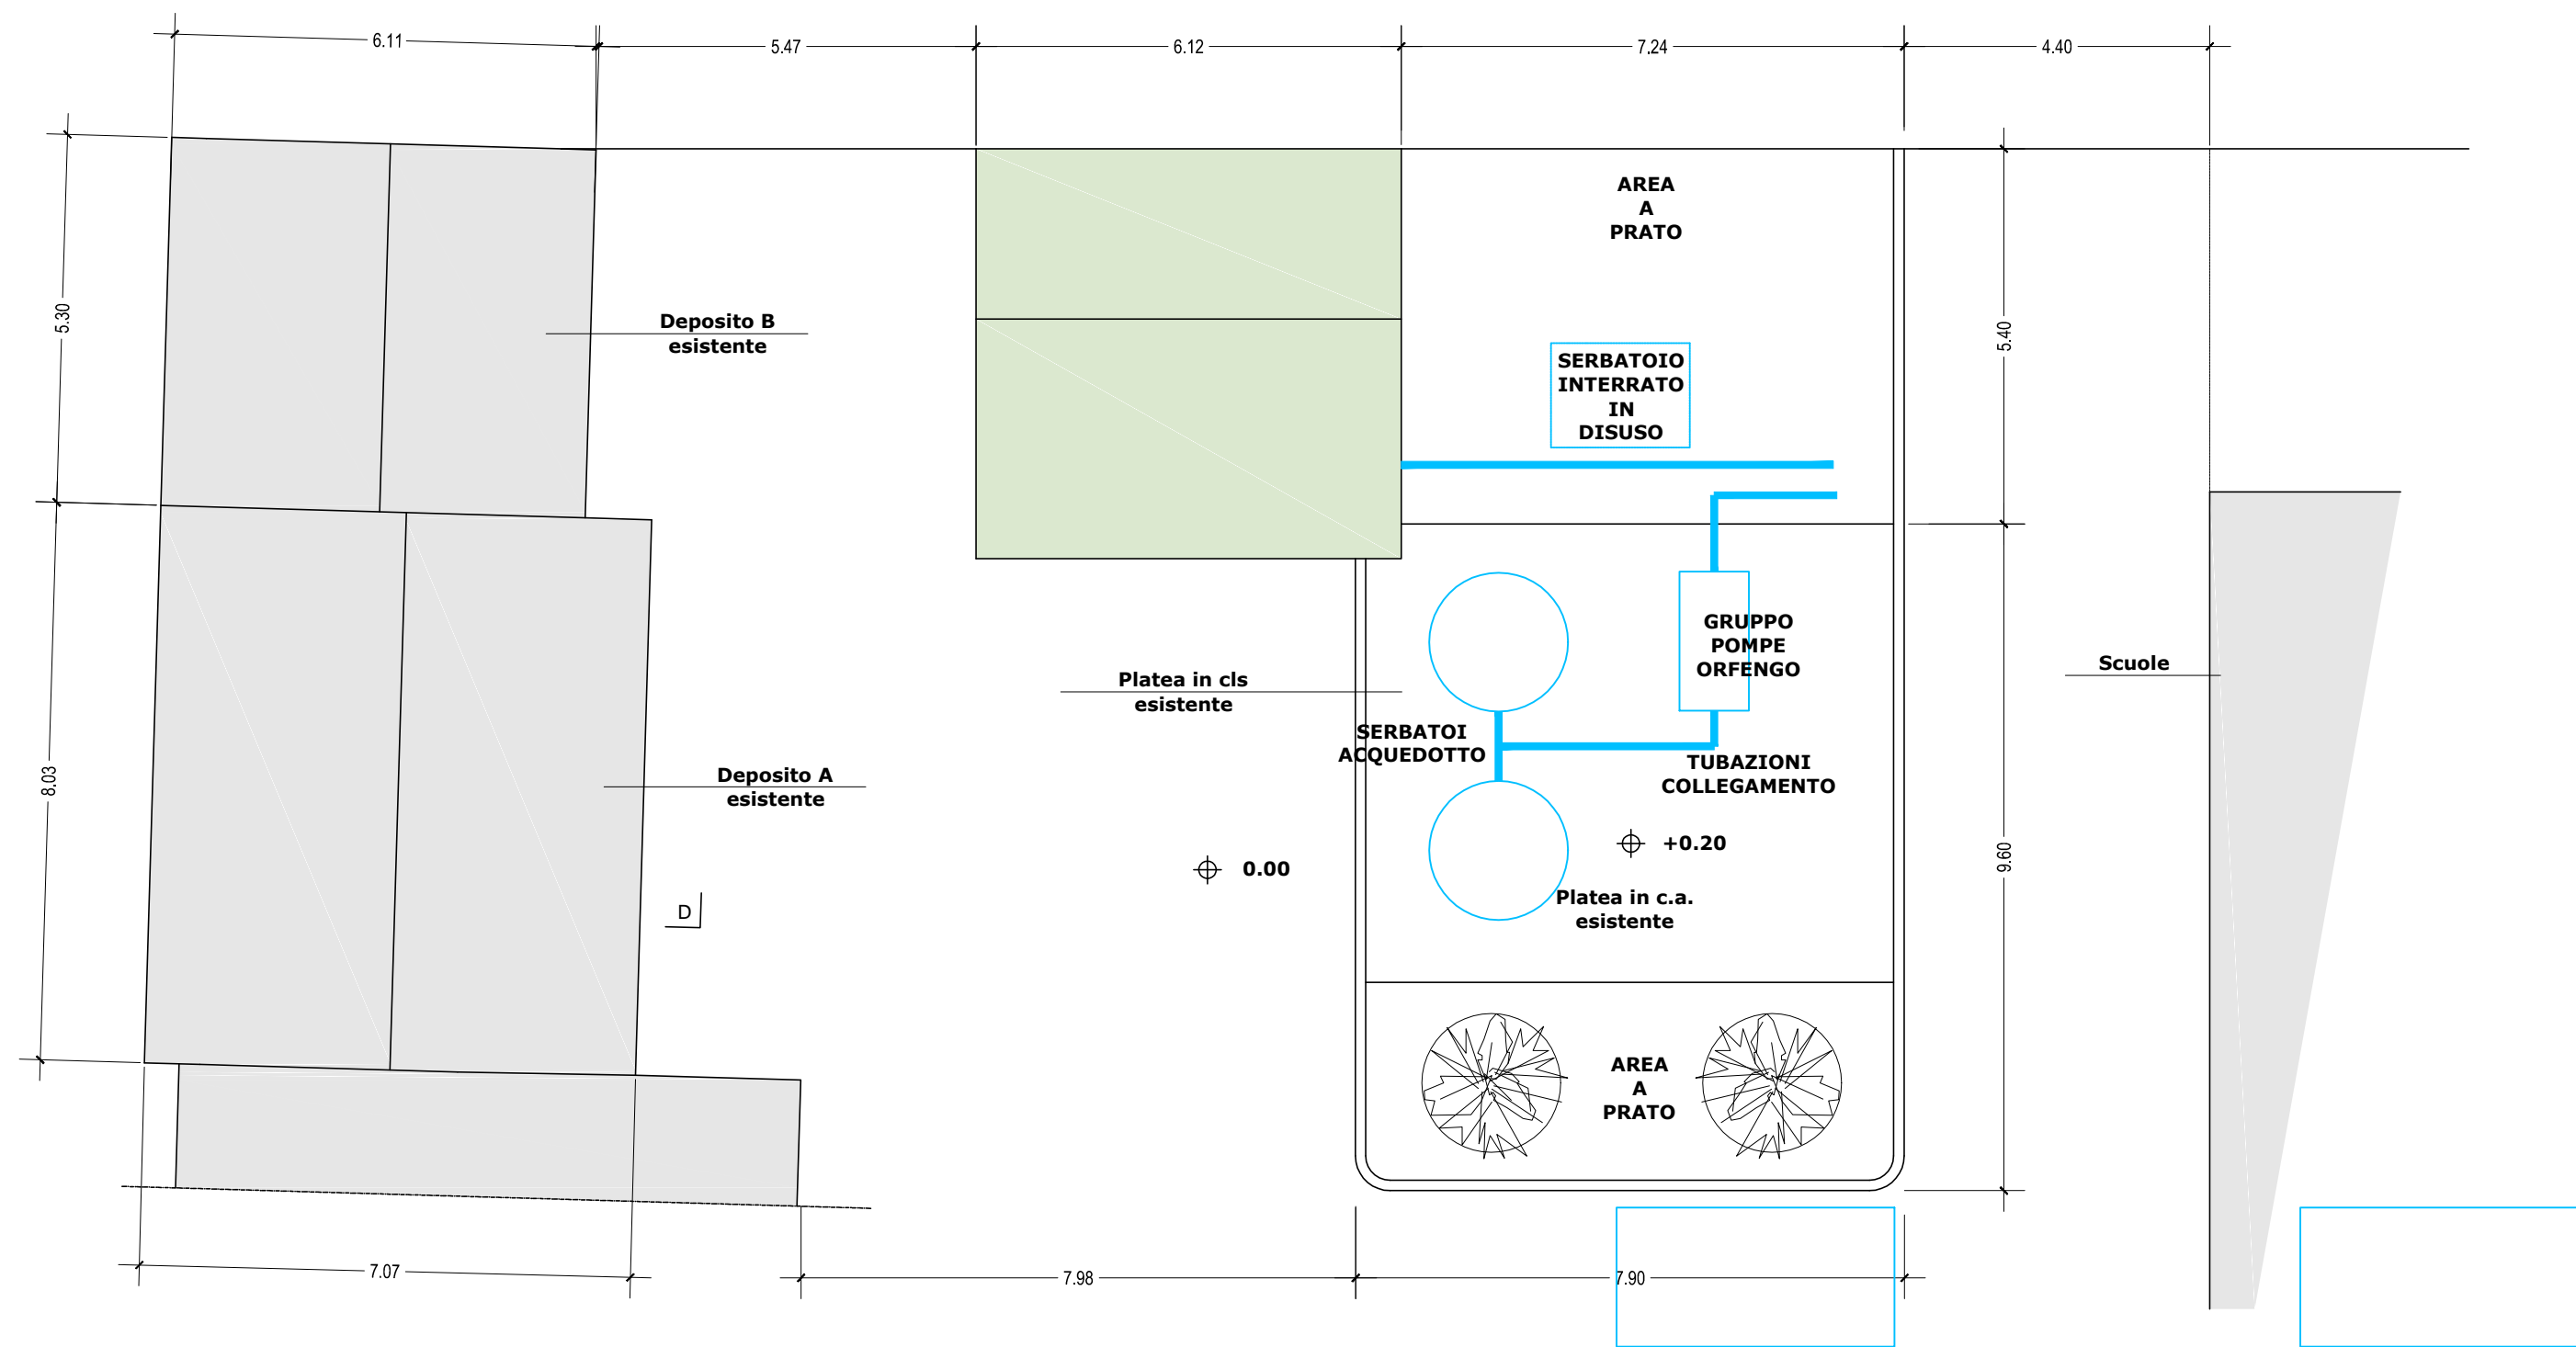 6.11
5.47
6.12
7.24
4.40
AREA
A
PRATO
5.30
Deposito B
esistente
5.40
SERBATOIO
INTERRATO
IN
DISUSO
GRUPPO
POMPE
ORFENGO
Platea in cls
esistente
Scuole
SERBATOI
ACQUEDOTTO
TUBAZIONI
COLLEGAMENTO
8.03
Deposito A
esistente
+0.20
0.00
9.60
Platea in c.a.
esistente
D
AREA
A
PRATO
7.07
7.98
7.90